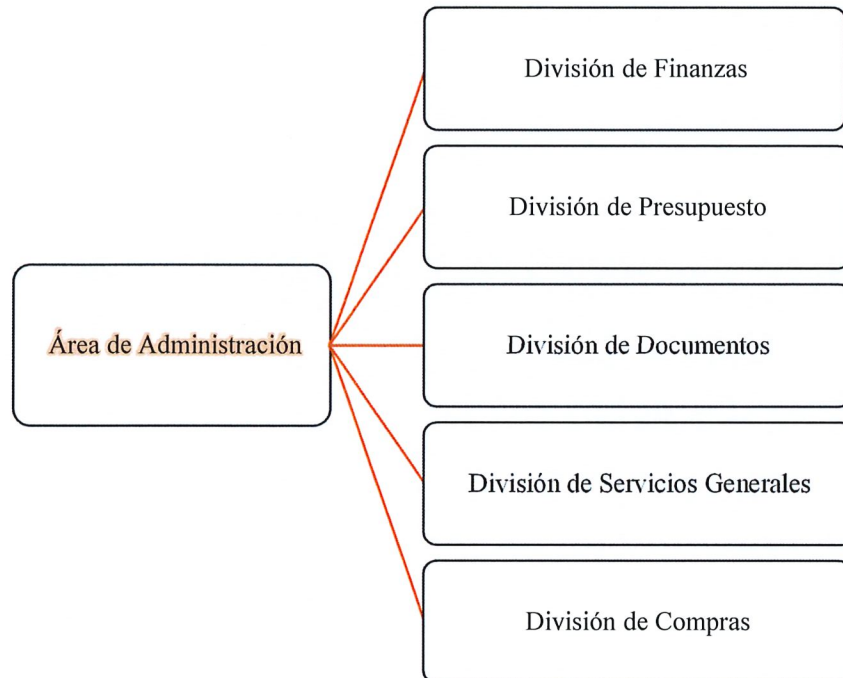 División de Finanzas
División de Presupuesto
Área de Administración
División de Documentos
División de Servicios Generales
División de Compras